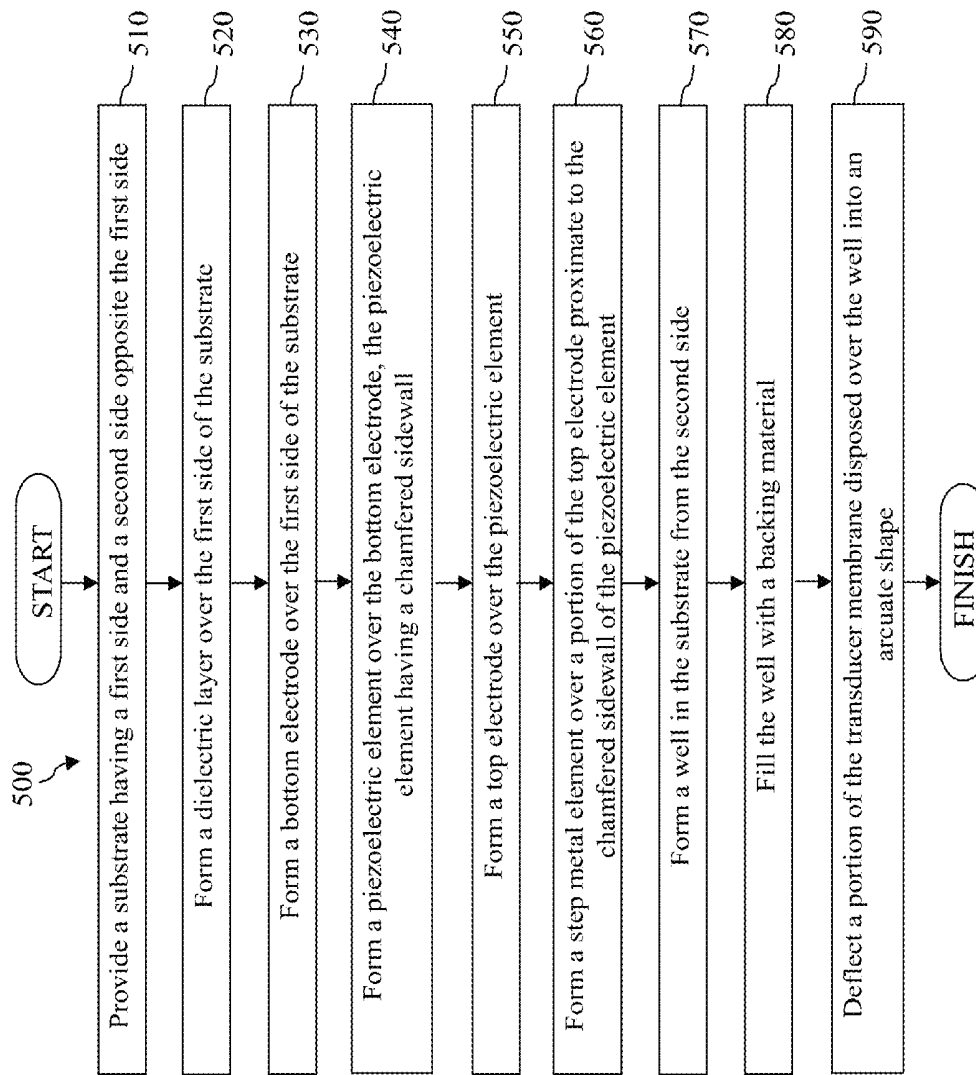 500
START
Provide a substrate having a first side and a second side opposite the first side
510
Form a dielectric layer over the first side of the substrate
520
Form a bottom electrode over the first side of the substrate
530
Form a piezoelectric element over the bottom electrode, the piezoelectric
element having a chamfered sidewall
540
Form a top electrode over the piezoelectric element
550
Form a step metal element over a portion of the top electrode proximate to the
chamfered sidewall of the piezoelectric element
560
Form a well in the substrate from the second side
570
Fill the well with a backing material
580
Deflect a portion of the transducer membrane disposed over the well into an
arcuate shape
590
FINISH